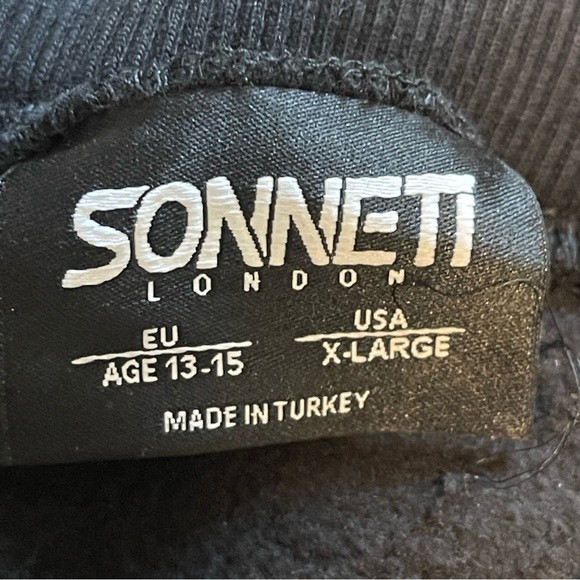 SONNETI
LONDON
EU
AGE 13-15
USA
X-LARGE
MADE IN TURKEY